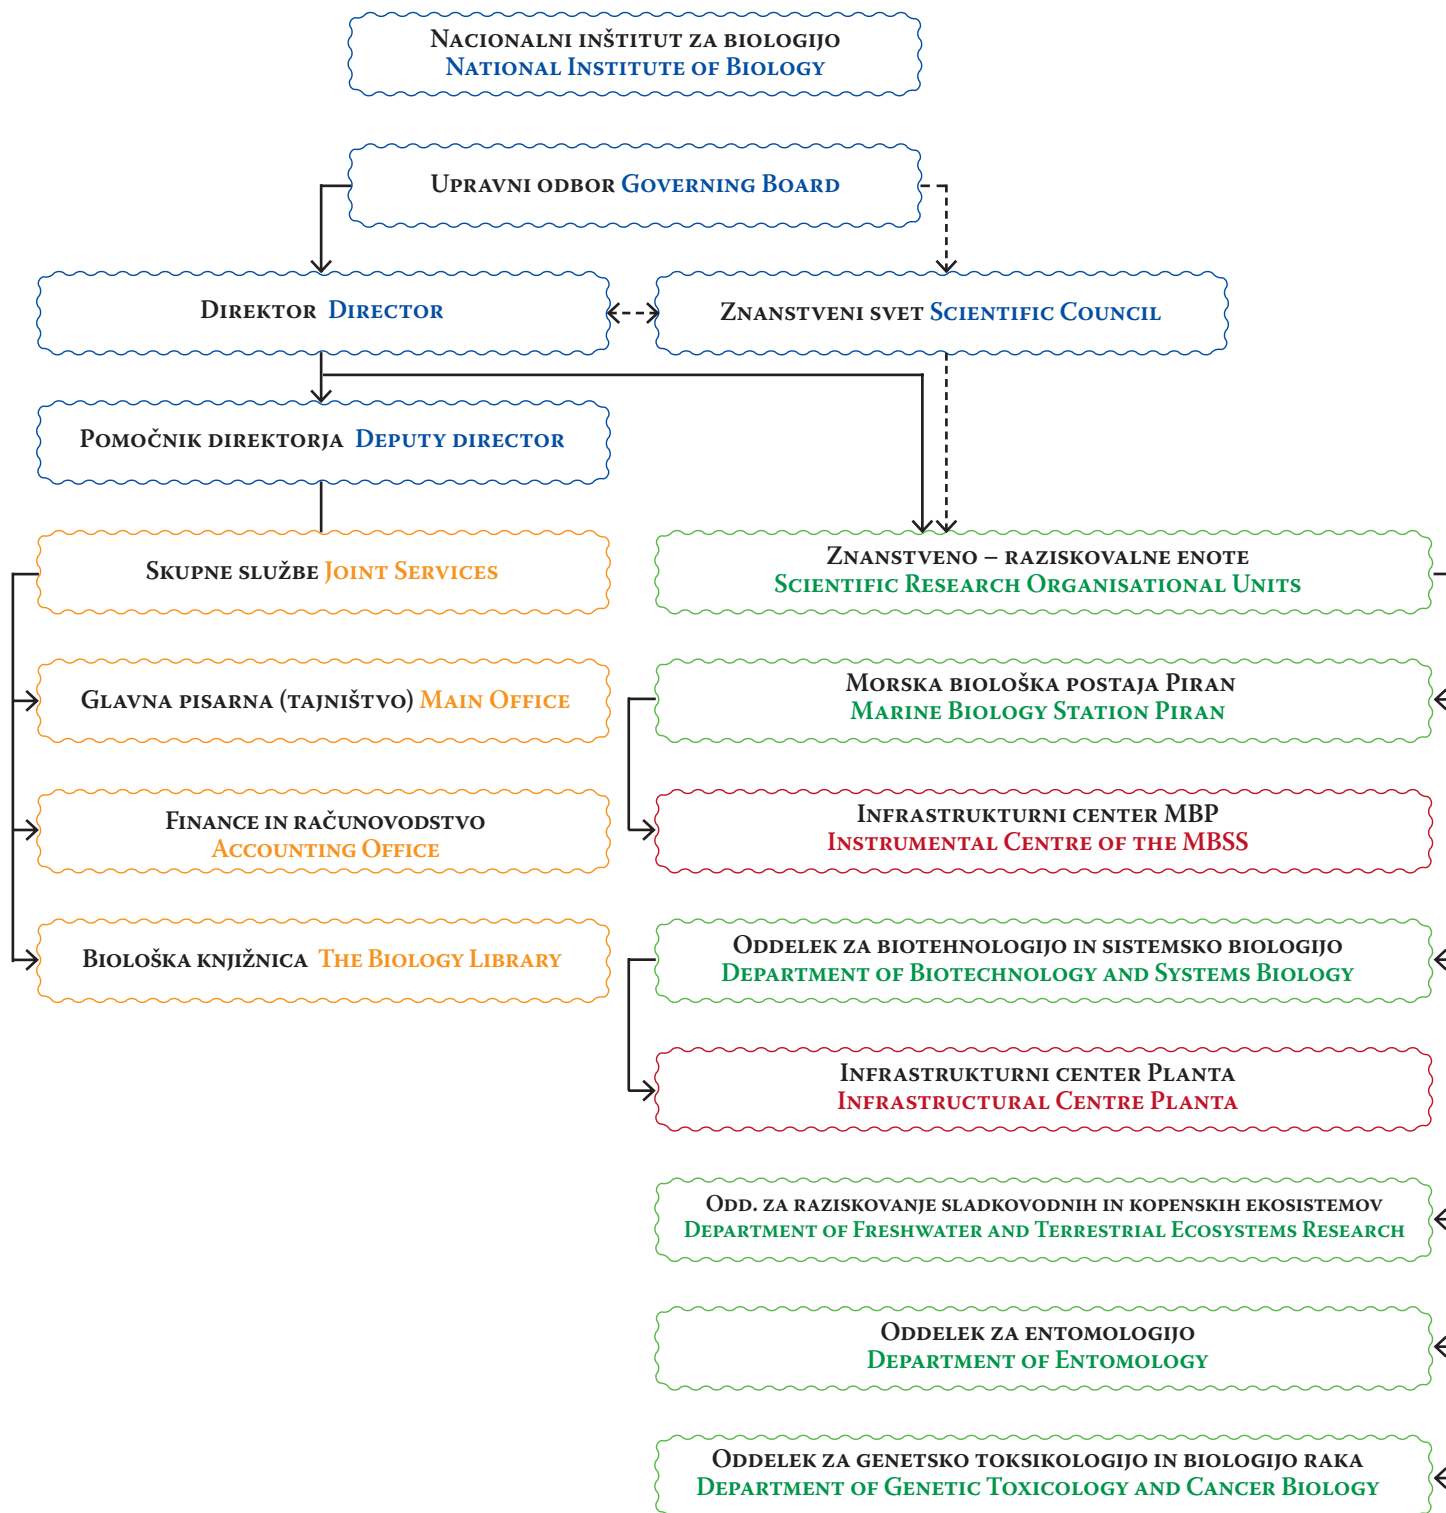 Nacionalni inštitut za biologijo
National Institute of Biology
Upravni odbor Governing Board
Direktor Director
Znanstveni svet Scientific Council
Pomočnik direktorja Deputy director
Skupne službe Joint Services
Znanstveno – raziskovalne enote
Scientific Research Organisational Units
Glavna pisarna (tajništvo) Main Office
Morska biološka postaja Piran
Marine Biology Station Piran
Finance in računovodstvo
Accounting Office
Infrastrukturni center MBP
Instrumental Centre of the MBSS
Biološka knjižnica The Biology Library
Oddelek za biotehnologijo in sistemsko biologijo
Department of Biotechnology and Systems Biology
Infrastrukturni center Planta
Infrastructural Centre Planta
Odd. za raziskovanje sladkovodnih in kopenskih ekosistemov
Department of Freshwater and Terrestrial Ecosystems Research
Oddelek za entomologijo
Department of Entomology
Oddelek za genetsko toksikologijo in biologijo raka
Department of Genetic Toxicology and Cancer Biology